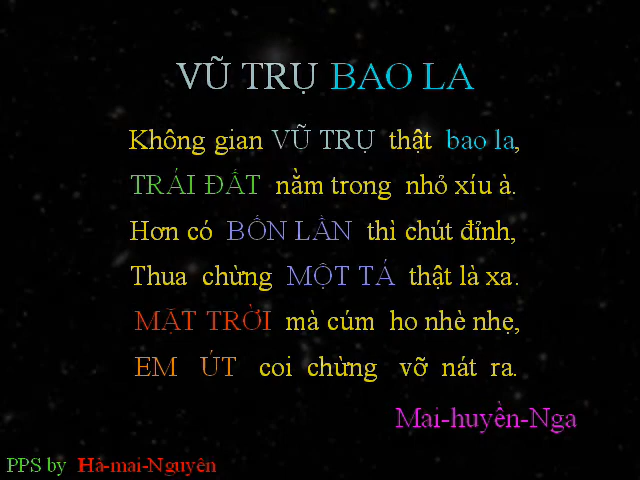 VŨ TRỤ BAO LA
Không gian VŨ TRỤ thật bao la,
TRÁI ĐẤT nằm trong nhỏ xíu à.
Hơn có BỐN LẦN thì chút đỉnh,
Thua chừng MỘT TÁ thật là xa.
MẶT TRỜI mà cúm ho nhè nhẹ,
EM ÚT coi chừng vỡ nát ra.
Mai-huyền-Nga
PPS by Hà-mai-Nguyên